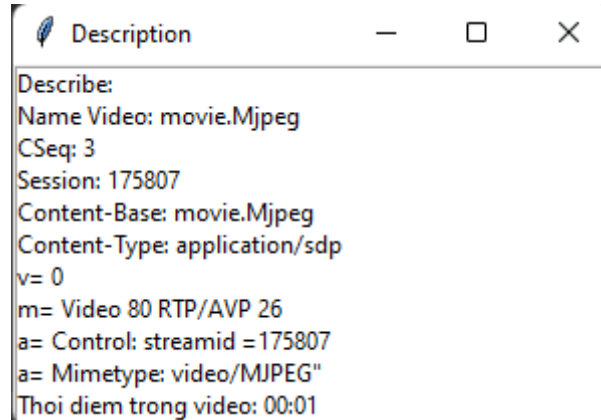 Description
Describe:
Name Video: movie.Mjpeg
CSeq: 3
Session: 175807
Content-Base: movie.Mjpeg
Content-Type: application/sdp
v= 0
m= Video 80 RTP/AVP 26
a= Control: streamid =175807
a= Mimetype: video/MJPEG"
Thoi diem trong video: 00:01